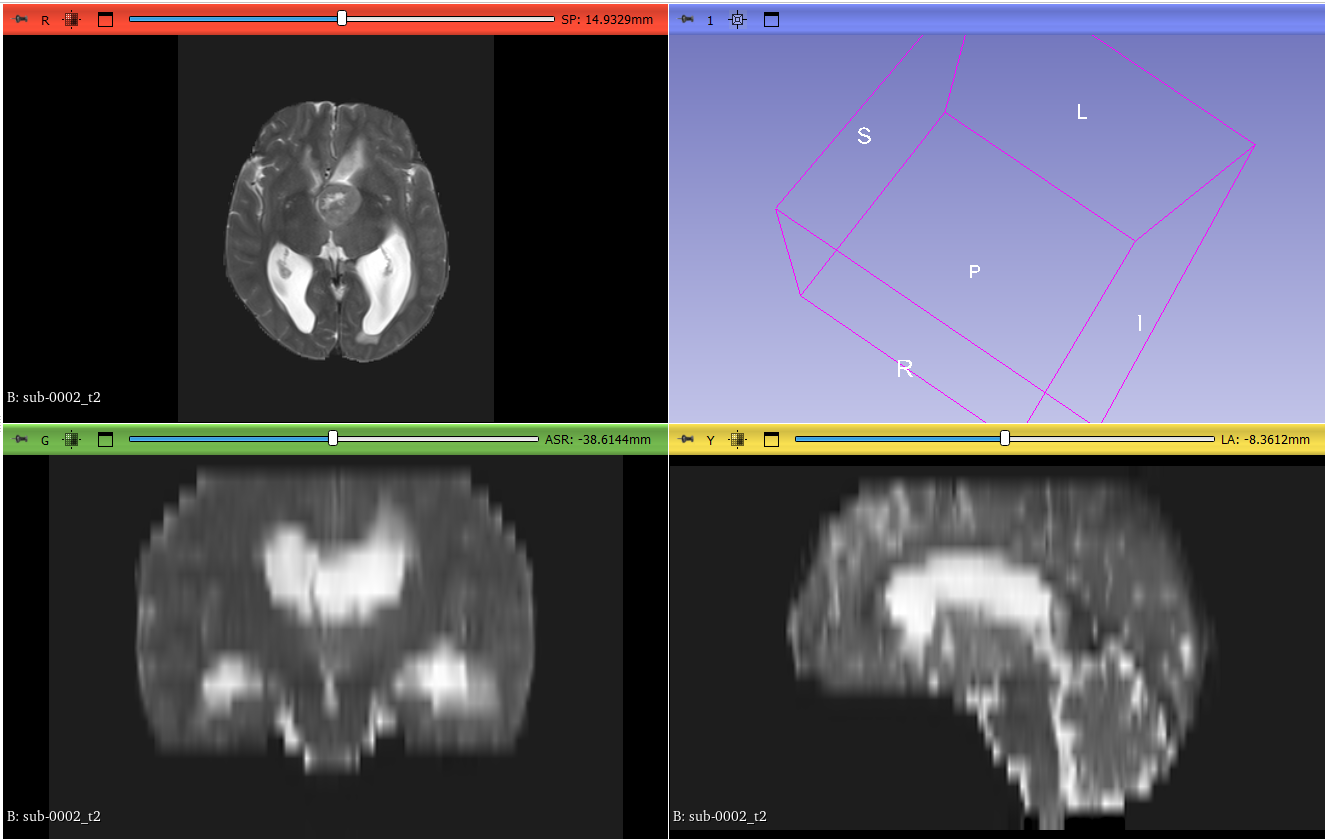 R SP: 14.9329mm
1
S
L
P
I
R
B: sub-0002_t2
G ASR: -38.6144mm
Y LA: -8.3612mm
B: sub-0002_t2
B: sub-0002_t2